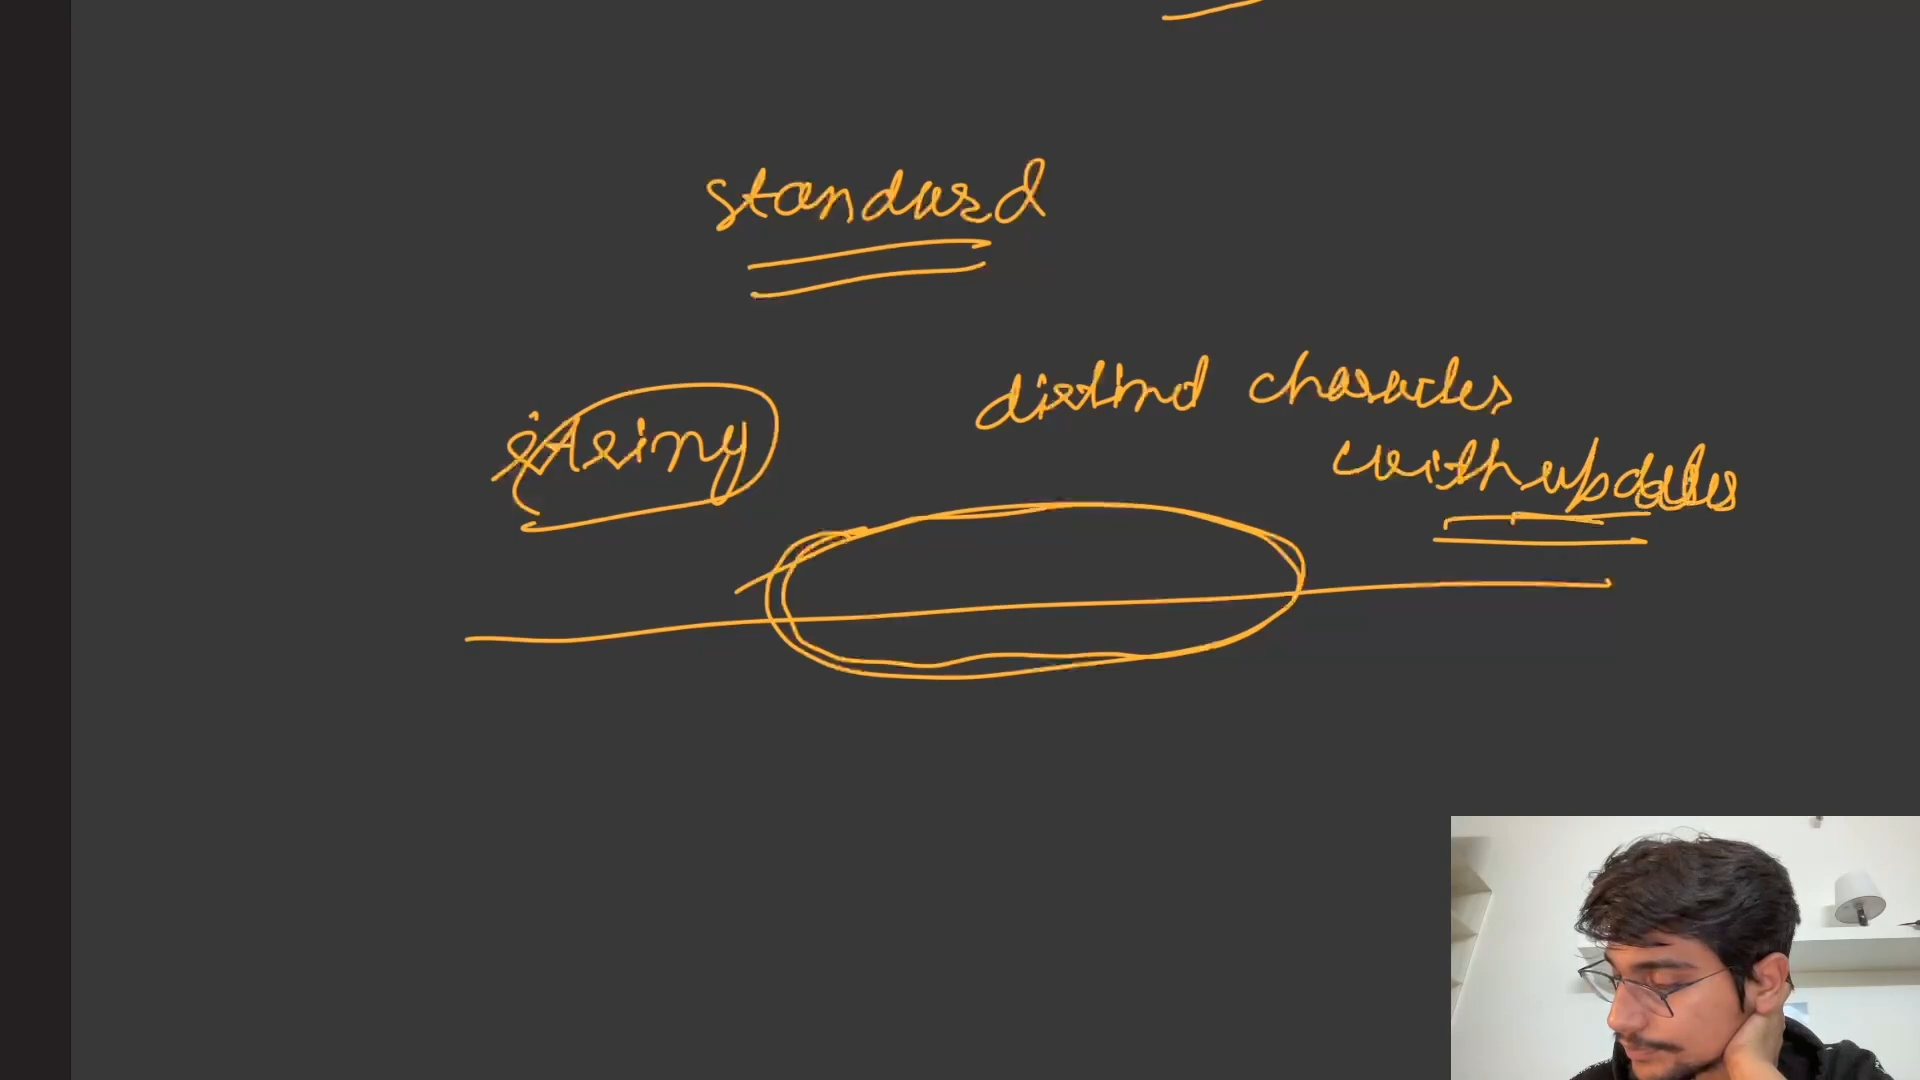 standard
string
distinct characters
with updates